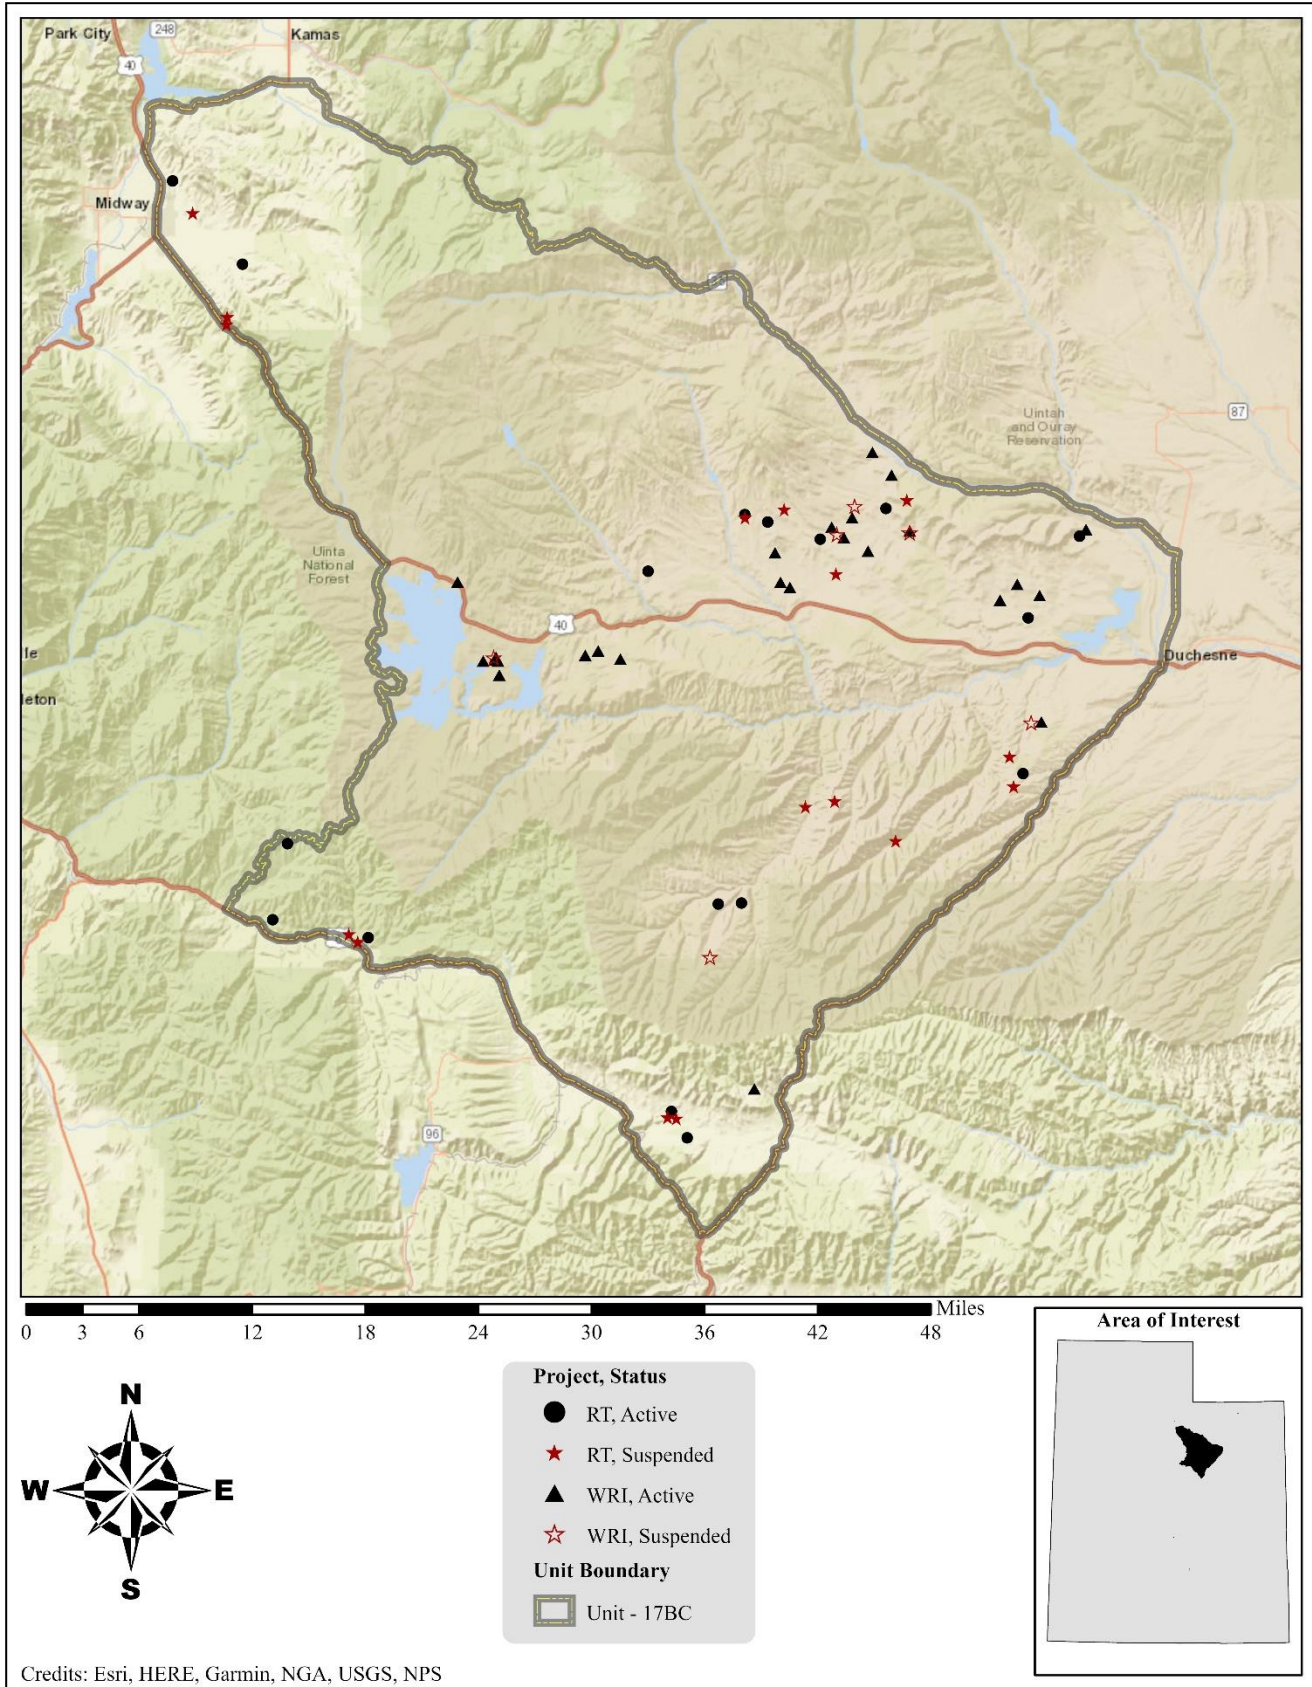 Park City
248
Kamas
40
Midway
87
Uintah
and Ouray
Reservation
Uinta
National
Forest
40
le
Duchesne
leton
96
Miles
0 3 6 12 18 24 30 36 42 48
Area of Interest
Project, Status
RT, Active
RT, Suspended
WRI, Active
WRI, Suspended
Unit Boundary
Unit - 17BC
N
W
E
S
Credits: Esri, HERE, Garmin, NGA, USGS, NPS